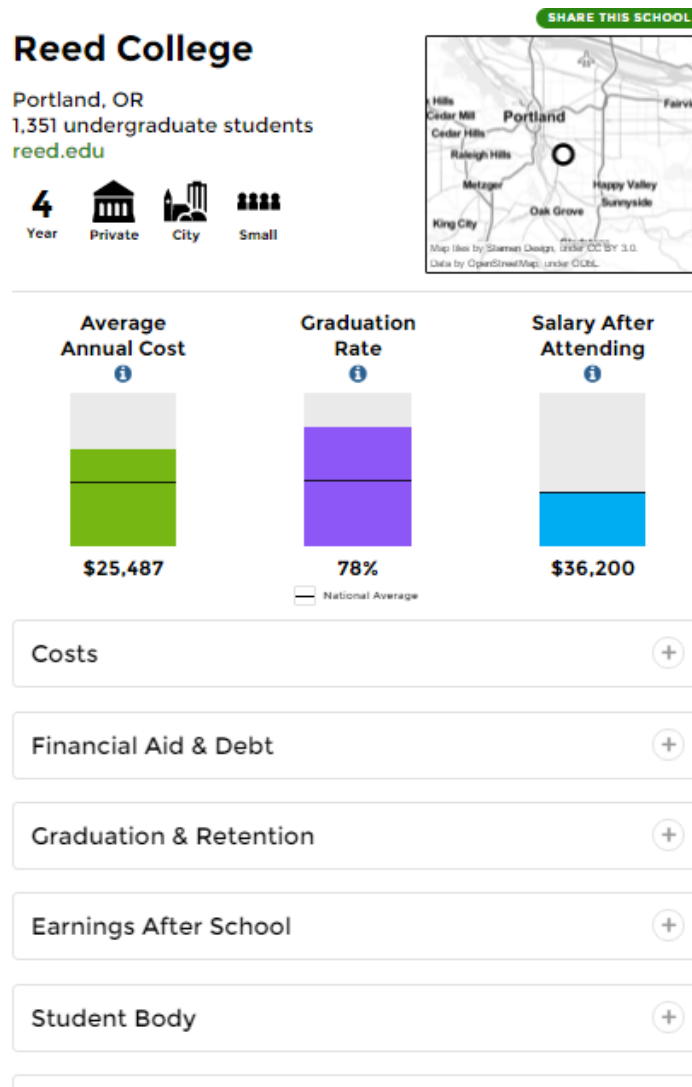 SHARE THIS SCHOOL
Reed College
Portland, OR
1,351 undergraduate students
reed.edu
4
Year
Private
City
Small
Hills
Cedar Mill
Portland
Fairvi
Cedar Hills
Raleigh Hills
Metzger
Happy Valley
Sunnyside
Oak Grove
King City
Map tiles by Stamen Design, under CC BY 3.0.
Data by OpenStreetMap, under ODbL.
Average
Annual Cost
Graduation
Rate
Salary After
Attending
$25,487
78%
$36,200
National Average
Costs
Financial Aid & Debt
Graduation & Retention
Earnings After School
Student Body